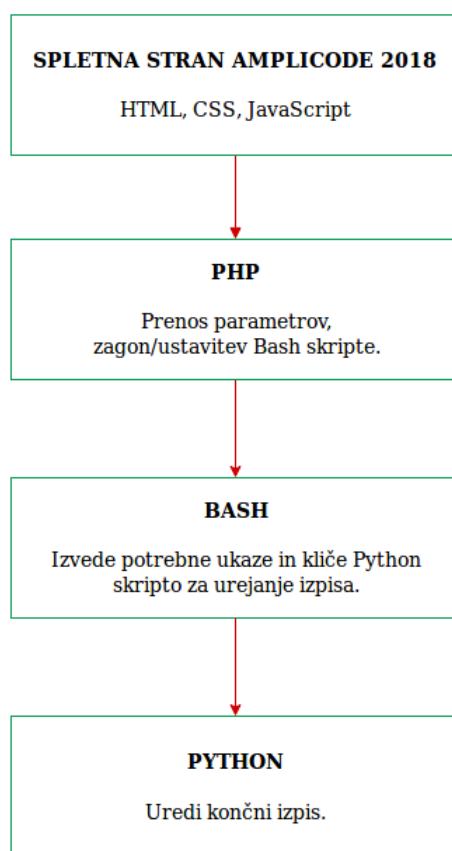 SPLETNA STRAN AMPLICODE 2018
HTML, CSS, JavaScript
PHP
Prenos parametrov,
zagon/ustavitev Bash skripte.
BASH
Izvede potrebne ukaze in kliče Python
skripto za urejanje izpisa.
PYTHON
Uredi končni izpis.